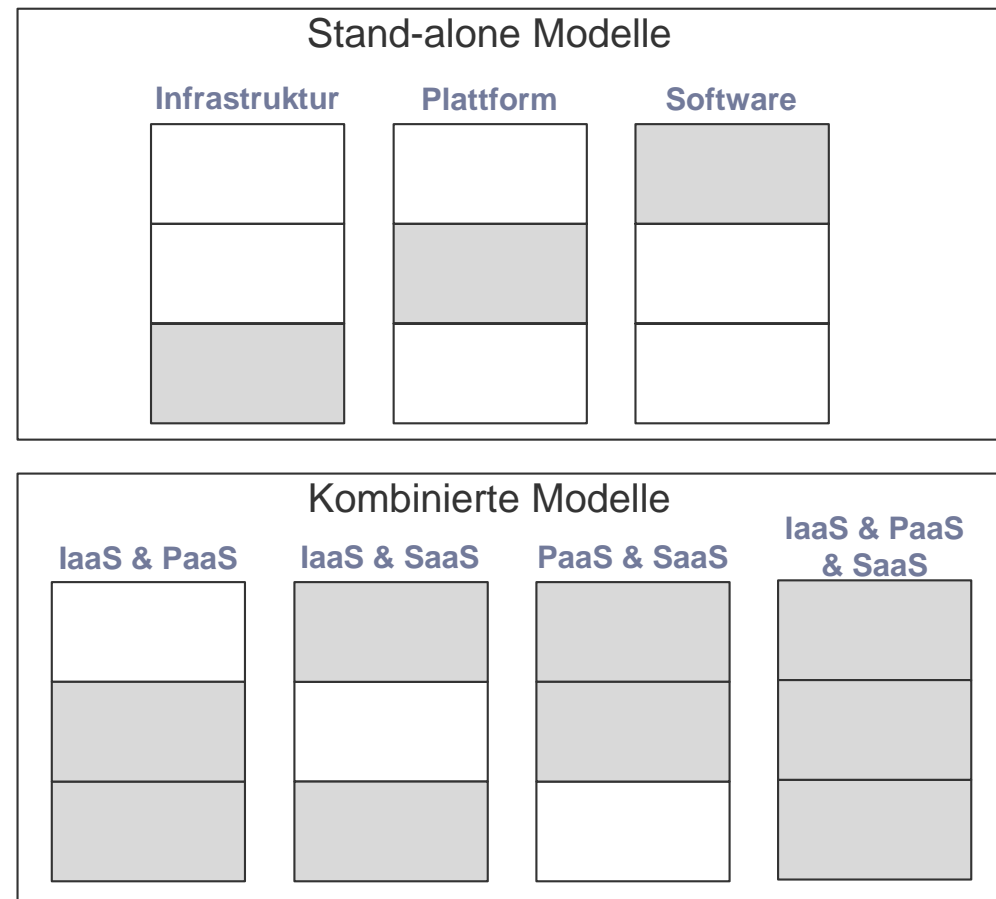 Stand-alone Modelle
Infrastruktur
Plattform
Software
Kombinierte Modelle
IaaS & PaaS
IaaS & SaaS
PaaS & SaaS
IaaS & PaaS
& SaaS